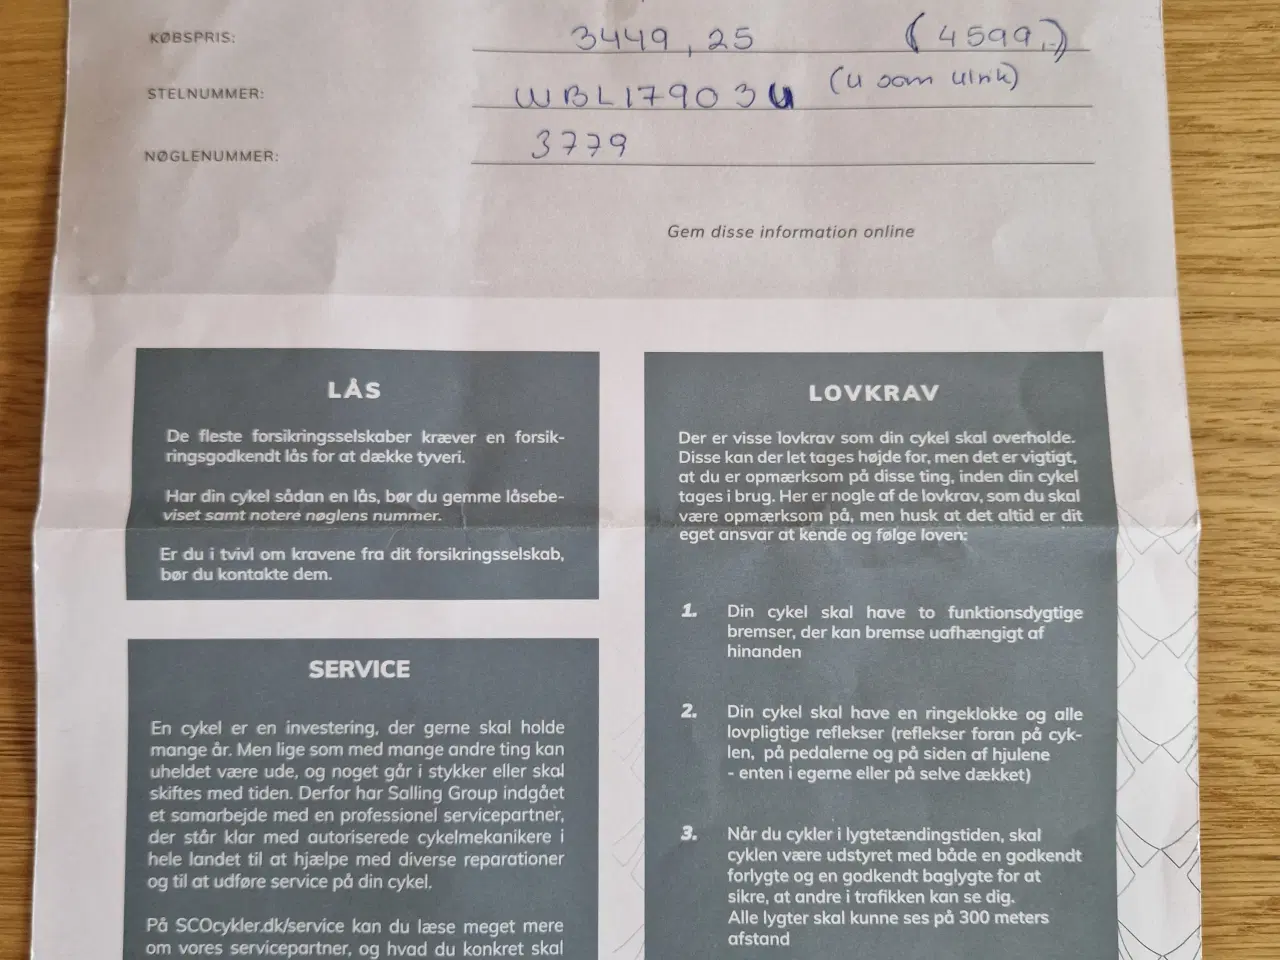 KØBSPRIS: 3449,25 (4599,-)
STELNUMMER: WBL17903U (U som Ulrik)
NØGLENUMMER: 3779
Gem disse information online
LÅS
De fleste forsikringsselskaber kræver en forsik-
ringsgodkendt lås for at dække tyveri.
Har din cykel sådan en lås, bør du gemme låsebe-
viset samt notere nøglens nummer.
Er du i tvivl om kravene fra dit forsikringsselskab,
bør du kontakte dem.
SERVICE
En cykel er en investering, der gerne skal holde
mange år. Men lige som med mange andre ting kan
uheldet være ude, og noget går i stykker eller skal
skiftes med tiden. Derfor har Salling Group indgået
et samarbejde med en professionel servicepartner,
der står klar med autoriserede cykelmekanikere i
hele landet til at hjælpe med diverse reparationer
og til at udføre service på din cykel.
På SCOcykler.dk/service kan du læse meget mere
om vores servicepartner, og hvad du konkret skal
LOVKRAV
Der er visse lovkrav som din cykel skal overholde.
Disse kan der let tages højde for, men det er vigtigt,
at du er opmærksom på disse ting, inden din cykel
tages i brug. Her er nogle af de lovkrav, som du skal
være opmærksom på, men husk at det altid er dit
eget ansvar at kende og følge loven:
1. Din cykel skal have to funktionsdygtige
bremser, der kan bremse uafhængigt af
hinanden
2. Din cykel skal have en ringeklokke og alle
lovpligtige reflekser (reflekser foran på cyk-
len, på pedalerne og på siden af hjulene
- enten i egerne eller på selve dækket)
3. Når du cykler i lygtetændingstiden, skal
cyklen være udstyret med både en godkendt
forlygte og en godkendt baglygte for at
sikre, at andre i trafikken kan se dig.
Alle lygter skal kunne ses på 300 meters
afstand